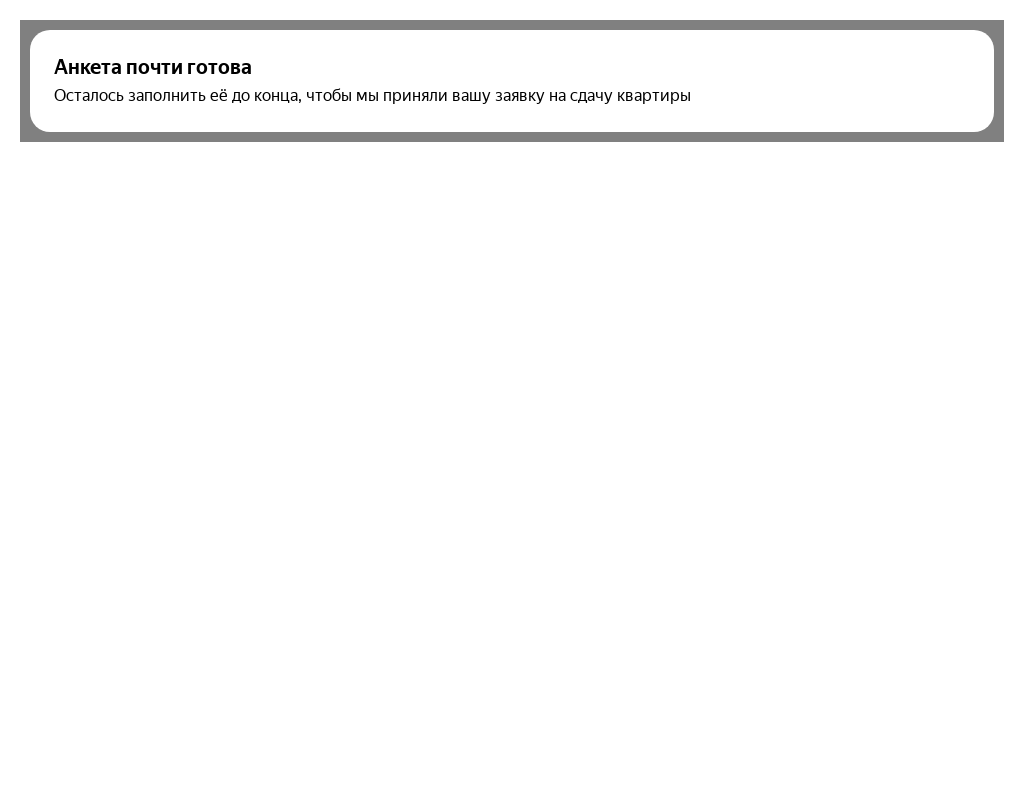 Анкета почти готова
Осталось заполнить её до конца, чтобы мы приняли вашу заявку на сдачу квартиры